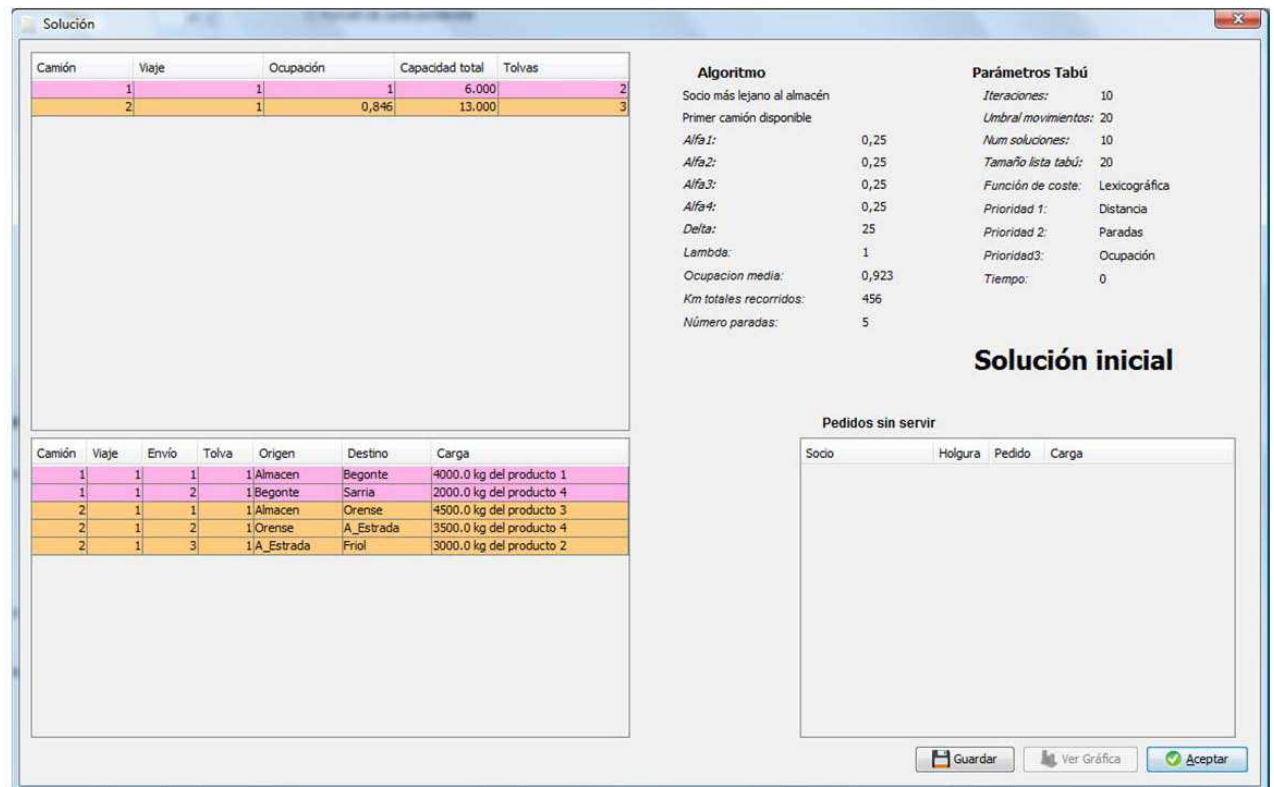 Solución
Camión Viaje Ocupación Capacidad total Tolvas
1 1 1 6.000 2
2 1 0,846 13.000 3
Algoritmo
Socio más lejano al almacén
Primer camión disponible
Alfa1: 0,25
Alfa2: 0,25
Alfa3: 0,25
Alfa4: 0,25
Delta: 25
Lambda: 1
Ocupacion media: 0,923
Km totales recorridos: 456
Número paradas: 5
Parámetros Tabú
Iteraciones: 10
Umbral movimientos: 20
Num soluciones: 10
Tamaño lista tabú: 20
Función de coste: Lexicográfica
Prioridad 1: Distancia
Prioridad 2: Paradas
Prioridad3: Ocupación
Tiempo: 0
Solución inicial
Camión Viaje Envío Tolva Origen Destino Carga
1 1 1 1 Almacen Begonte 4000.0 kg del producto 1
1 1 2 1 Begonte Sarria 2000.0 kg del producto 4
2 1 1 1 Almacen Orense 4500.0 kg del producto 3
2 1 2 1 Orense A_Estrada 3500.0 kg del producto 4
2 1 3 1 A_Estrada Friol 3000.0 kg del producto 2
Pedidos sin servir
Socio Holgura Pedido Carga
Guardar Ver Gráfica Aceptar